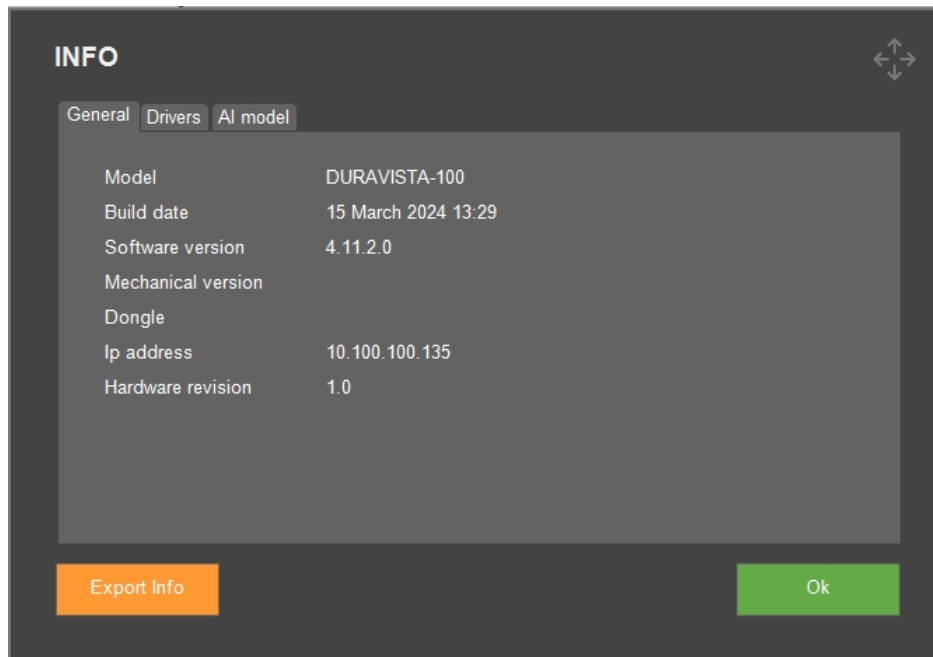 INFO
General Drivers AI model
Model DURAVISTA-100
Build date 15 March 2024 13:29
Software version 4.11.2.0
Mechanical version
Dongle
Ip address 10.100.100.135
Hardware revision 1.0
Export Info Ok